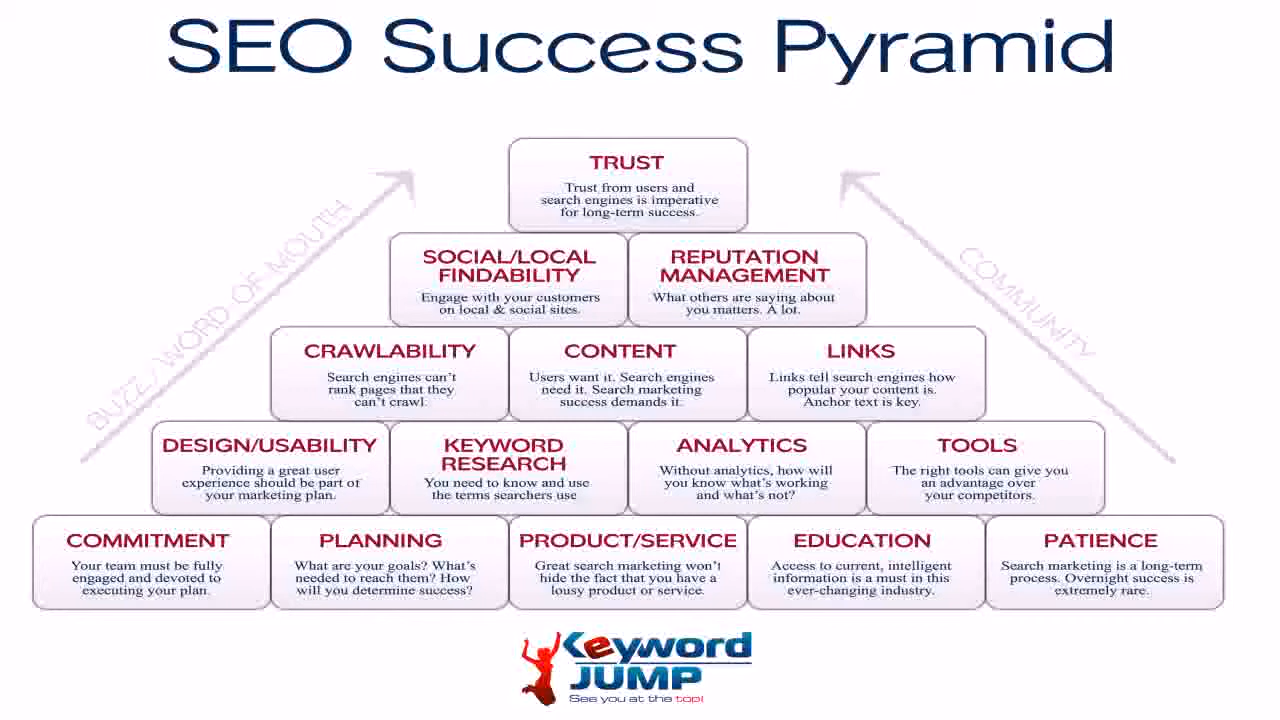 SEO Success Pyramid
TRUST
Trust from users and
search engines is imperative
for long-term success.
BUZZ/WORD OF MOUTH
COMMUNITY
SOCIAL/LOCAL
FINDABILITY
Engage with your customers
on local & social sites.
REPUTATION
MANAGEMENT
What others are saying about
you matters. A lot.
CRAWLABILITY
Search engines can't
rank pages that they
can't crawl.
CONTENT
Users want it. Search engines
need it. Search marketing
success demands it.
LINKS
Links tell search engines how
popular your content is.
Anchor text is key.
DESIGN/USABILITY
Providing a great user
experience should be part of
your marketing plan.
KEYWORD
RESEARCH
You need to know and use
the terms searchers use
ANALYTICS
Without analytics, how will
you know what's working
and what's not?
TOOLS
The right tools can give you
an advantage over
your competitors.
COMMITMENT
Your team must be fully
engaged and devoted to
executing your plan.
PLANNING
What are your goals? What's
needed to reach them? How
will you determine success?
PRODUCT/SERVICE
Great search marketing won't
hide the fact that you have a
lousy product or service.
EDUCATION
Access to current, intelligent
information is a must in this
ever-changing industry.
PATIENCE
Search marketing is a long-term
process. Overnight success is
extremely rare.
Keyword
JUMP
See you at the top!